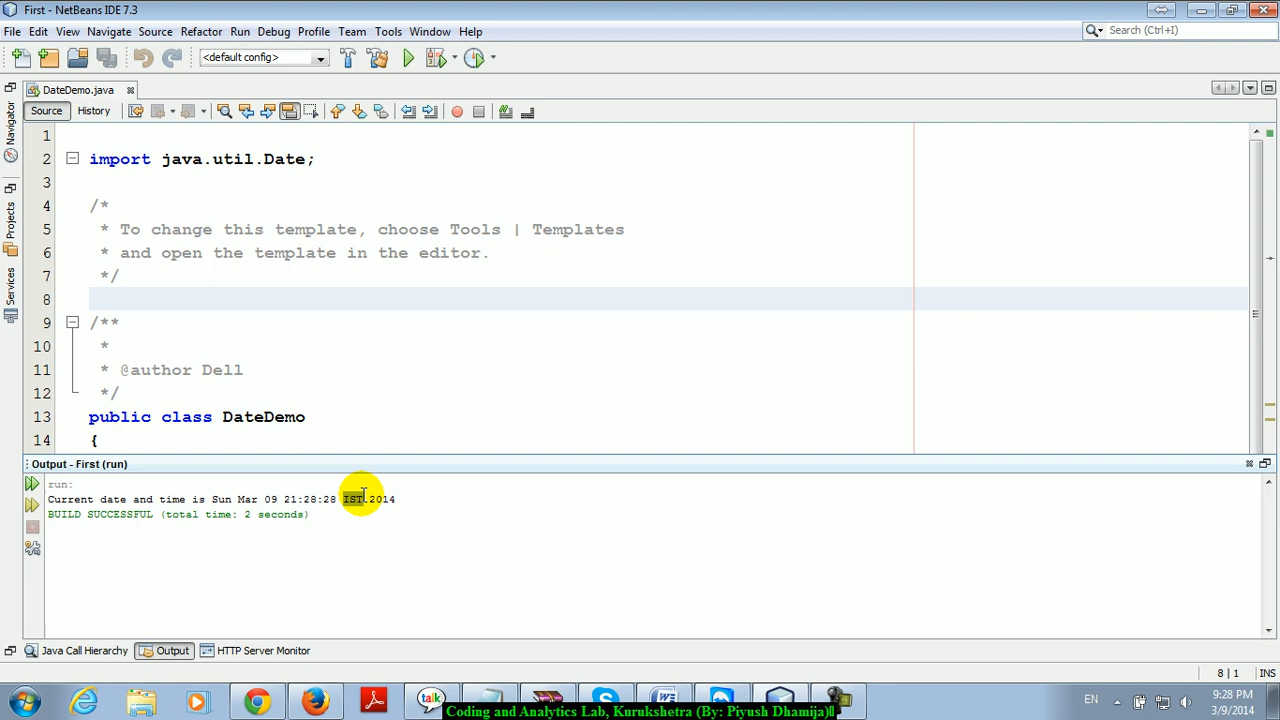 First - NetBeans IDE 7.3
File Edit View Navigate Source Refactor Run Debug Profile Team Tools Window Help
Search (Ctrl+I)
<default config>
DateDemo.java
Source History
Navigator
Projects
Services
1
2 import java.util.Date;
3
4 /*
5 * To change this template, choose Tools | Templates
6 * and open the template in the editor.
7 */
8
9 /**
10 *
11 * @author Dell
12 */
13 public class DateDemo
14 {
Output - First (run)
run:
Current date and time is Sun Mar 09 21:28:28 IST 2014
BUILD SUCCESSFUL (total time: 2 seconds)
Java Call Hierarchy Output HTTP Server Monitor
8 | 1 INS
talk
EN 9:28 PM
3/9/2014
Coding and Analytics Lab, Kurukshetra (By: Piyush Dhamija)